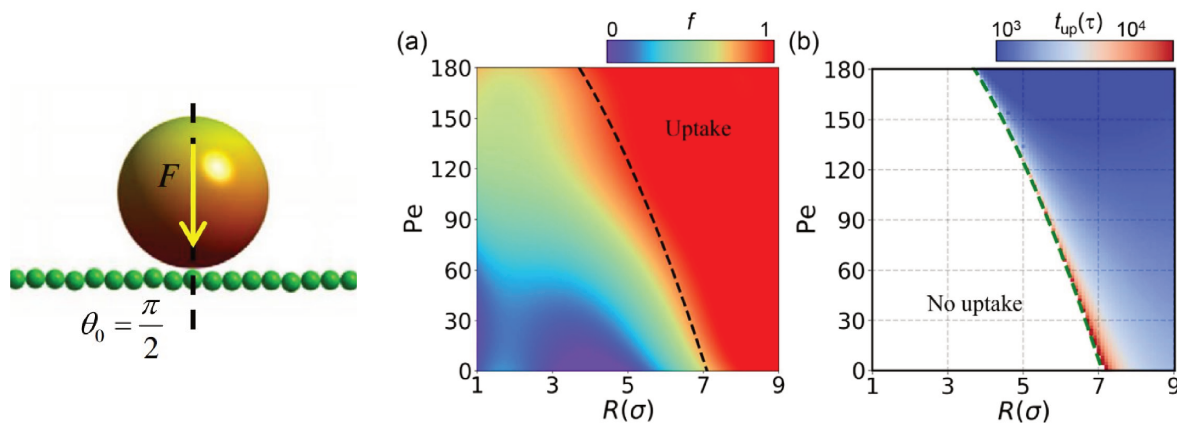 F
θ₀ = π/2
(a)
0 f 1
180
150
120
90
60
30
0
Pe
Uptake
1 3 5 7 9
R(σ)
(b)
10³ t_up(τ) 10⁴
180
150
120
90
60
30
0
Pe
No uptake
1 3 5 7 9
R(σ)